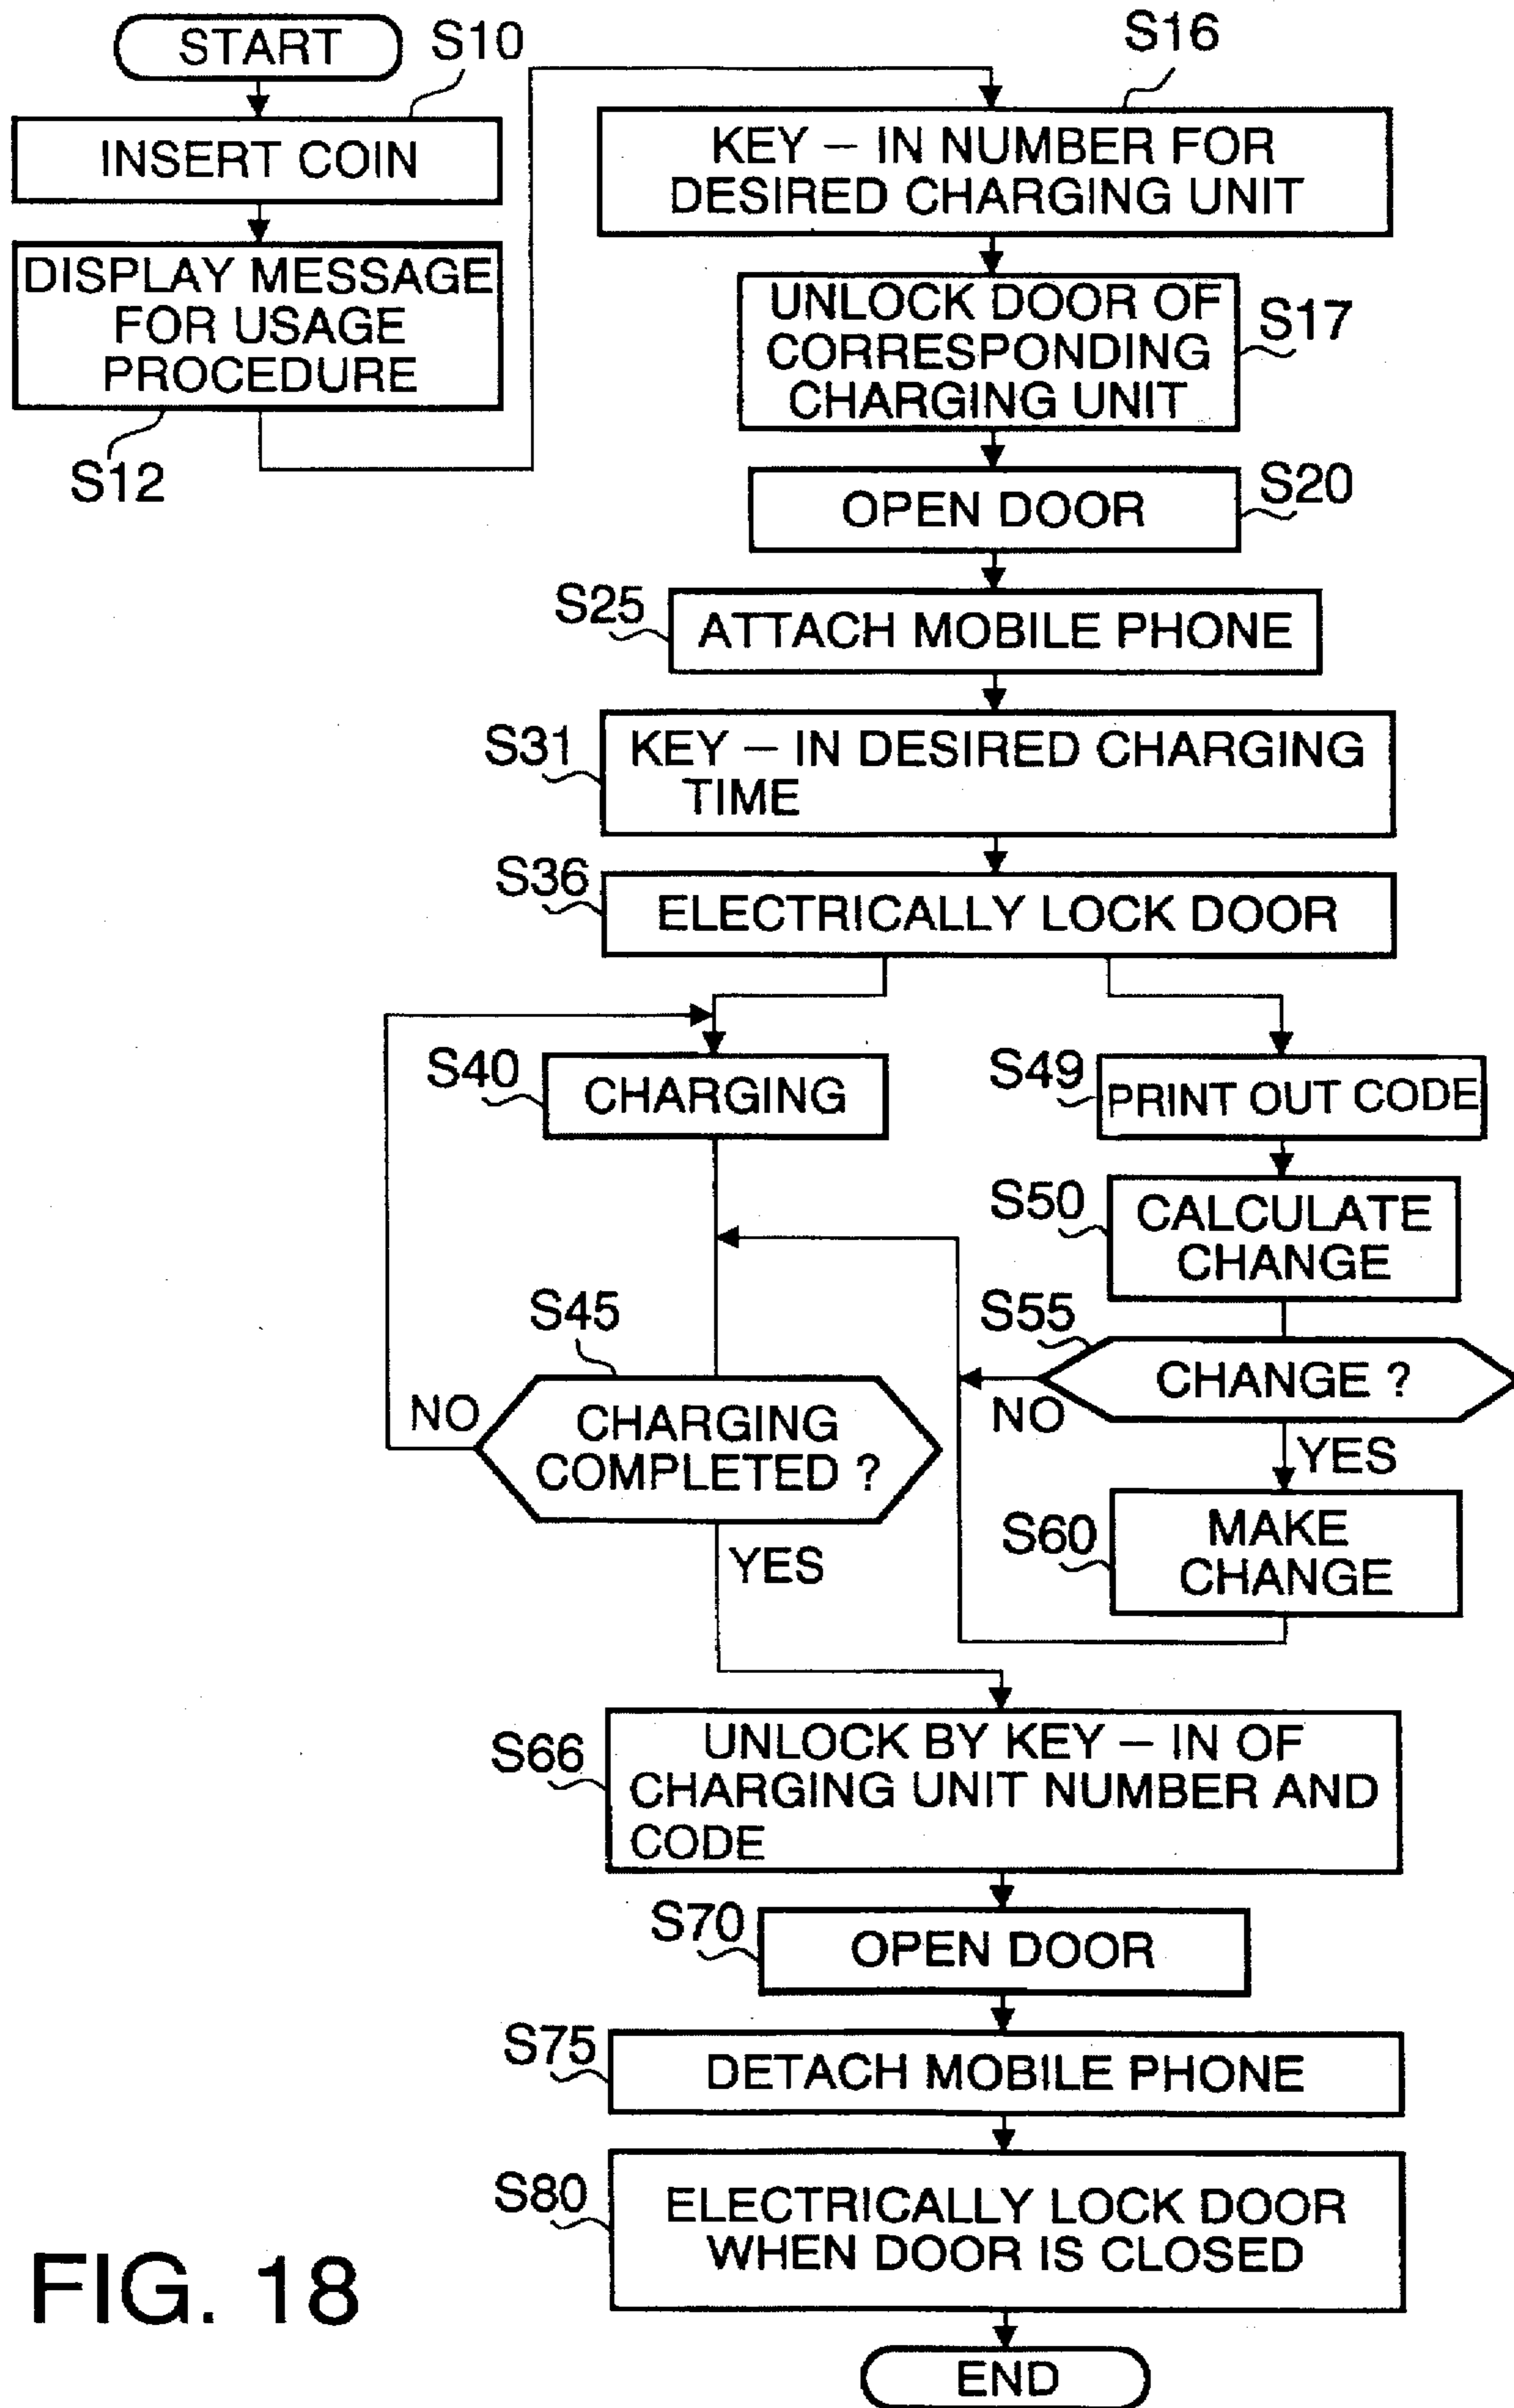 START
S10
INSERT COIN
DISPLAY MESSAGE
FOR USAGE
PROCEDURE
S12
S16
KEY – IN NUMBER FOR
DESIRED CHARGING UNIT
UNLOCK DOOR OF
CORRESPONDING
CHARGING UNIT
S17
OPEN DOOR
S20
S25
ATTACH MOBILE PHONE
S31
KEY – IN DESIRED CHARGING
TIME
S36
ELECTRICALLY LOCK DOOR
S40
CHARGING
S49
PRINT OUT CODE
S50
CALCULATE
CHANGE
S55
CHANGE ?
NO
YES
S45
CHARGING
COMPLETED ?
NO
YES
S60
MAKE
CHANGE
S66
UNLOCK BY KEY – IN OF
CHARGING UNIT NUMBER AND
CODE
S70
OPEN DOOR
S75
DETACH MOBILE PHONE
S80
ELECTRICALLY LOCK DOOR
WHEN DOOR IS CLOSED
END
FIG. 18